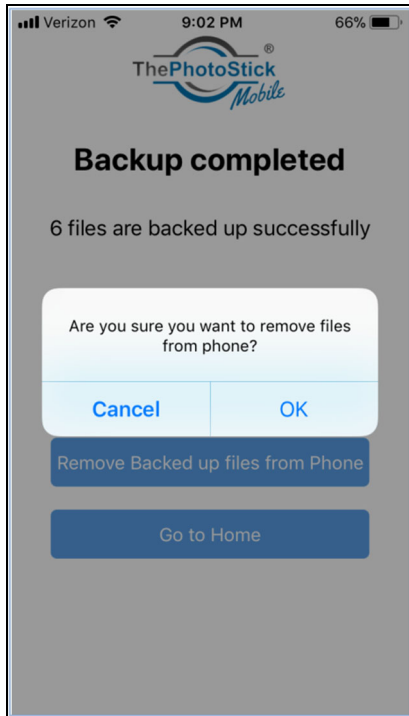 Verizon 9:02 PM 66%
ThePhotoStick®
Mobile
Backup completed
6 files are backed up successfully
Are you sure you want to remove files
from phone?
Cancel OK
Remove Backed up files from Phone
Go to Home